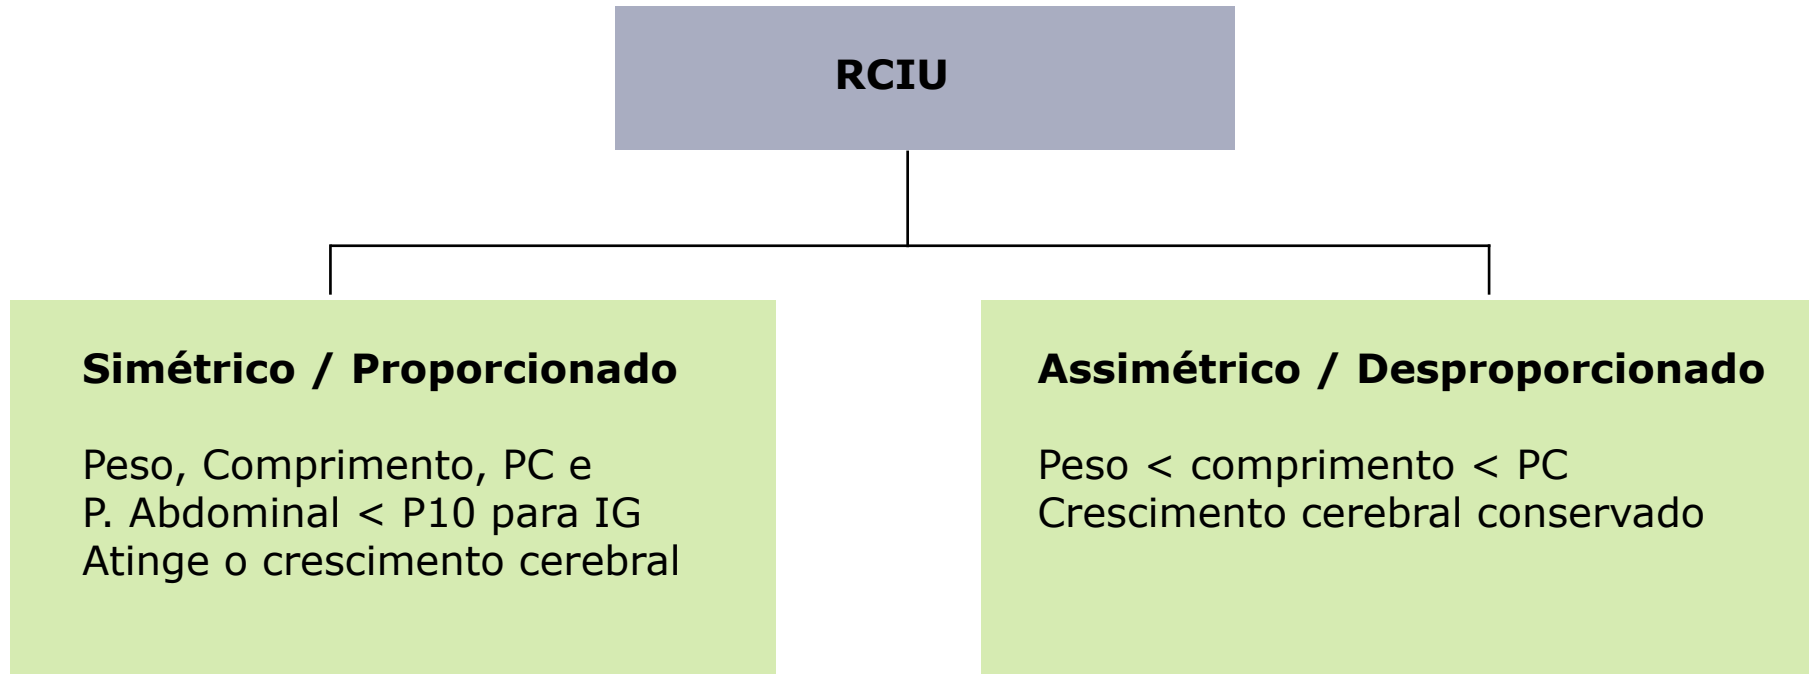 RCIU
Simétrico / Proporcionado
Peso, Comprimento, PC e
P. Abdominal < P10 para IG
Atinge o crescimento cerebral
Assimétrico / Desproporcionado
Peso < comprimento < PC
Crescimento cerebral conservado